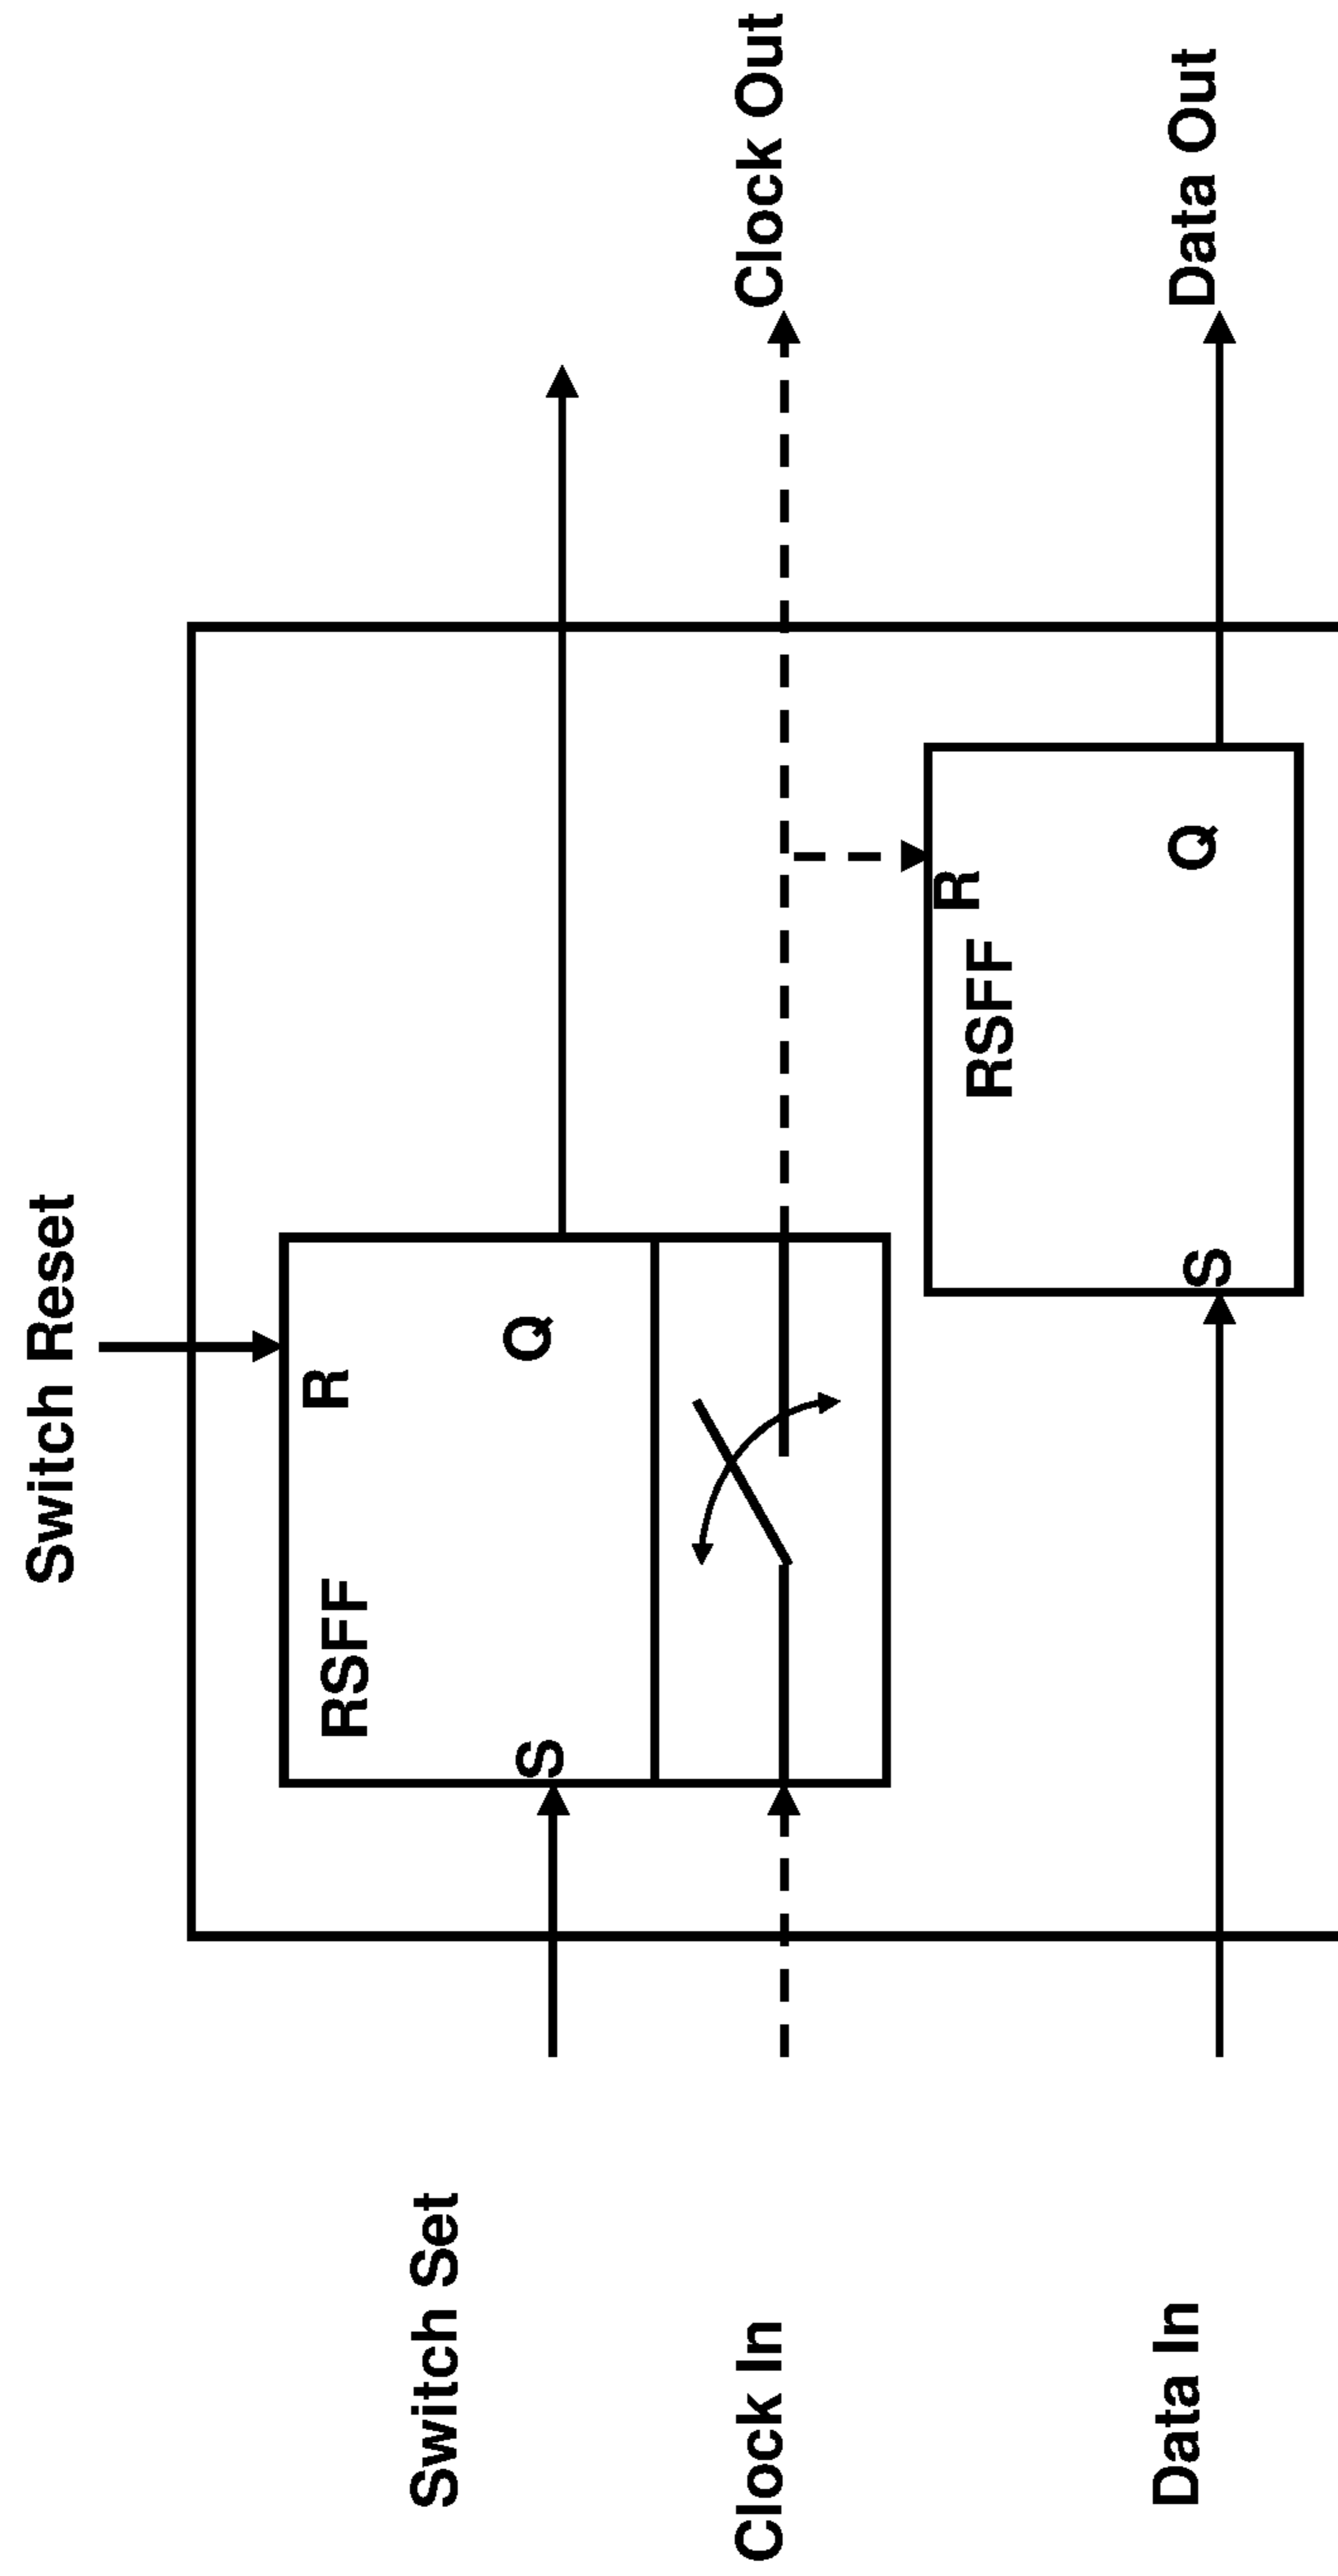 Switch Reset
R
RSFF
Q
S
Switch Set
Clock In
Clock Out
R
RSFF
Q
S
Data In
Data Out